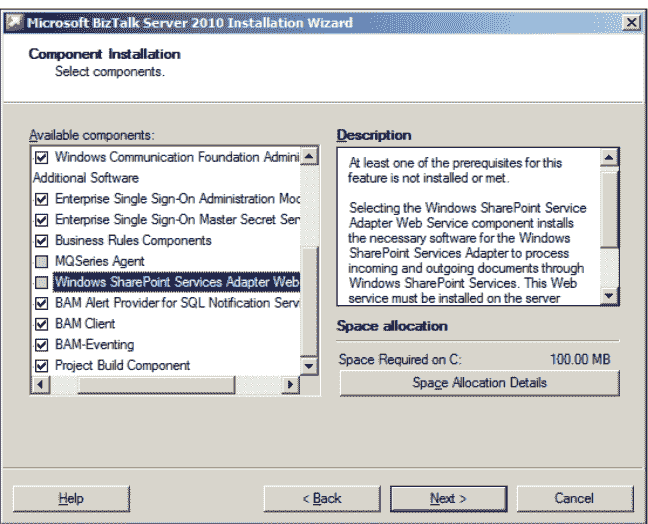 Microsoft BizTalk Server 2010 Installation Wizard
Component Installation
Select components.
Available components:
Windows Communication Foundation Admini
Additional Software
Enterprise Single Sign-On Administration Moc
Enterprise Single Sign-On Master Secret Ser
Business Rules Components
MQSeries Agent
Windows SharePoint Services Adapter Web
BAM Alert Provider for SQL Notification Serv
BAM Client
BAM-Eventing
Project Build Component
Description
At least one of the prerequisites for this
feature is not installed or met.
Selecting the Windows SharePoint Service
Adapter Web Service component installs
the necessary software for the Windows
SharePoint Services Adapter to process
incoming and outgoing documents through
Windows SharePoint Services. This Web
service must be installed on the server
Space allocation
Space Required on C: 100.00 MB
Space Allocation Details
Help
< Back
Next >
Cancel